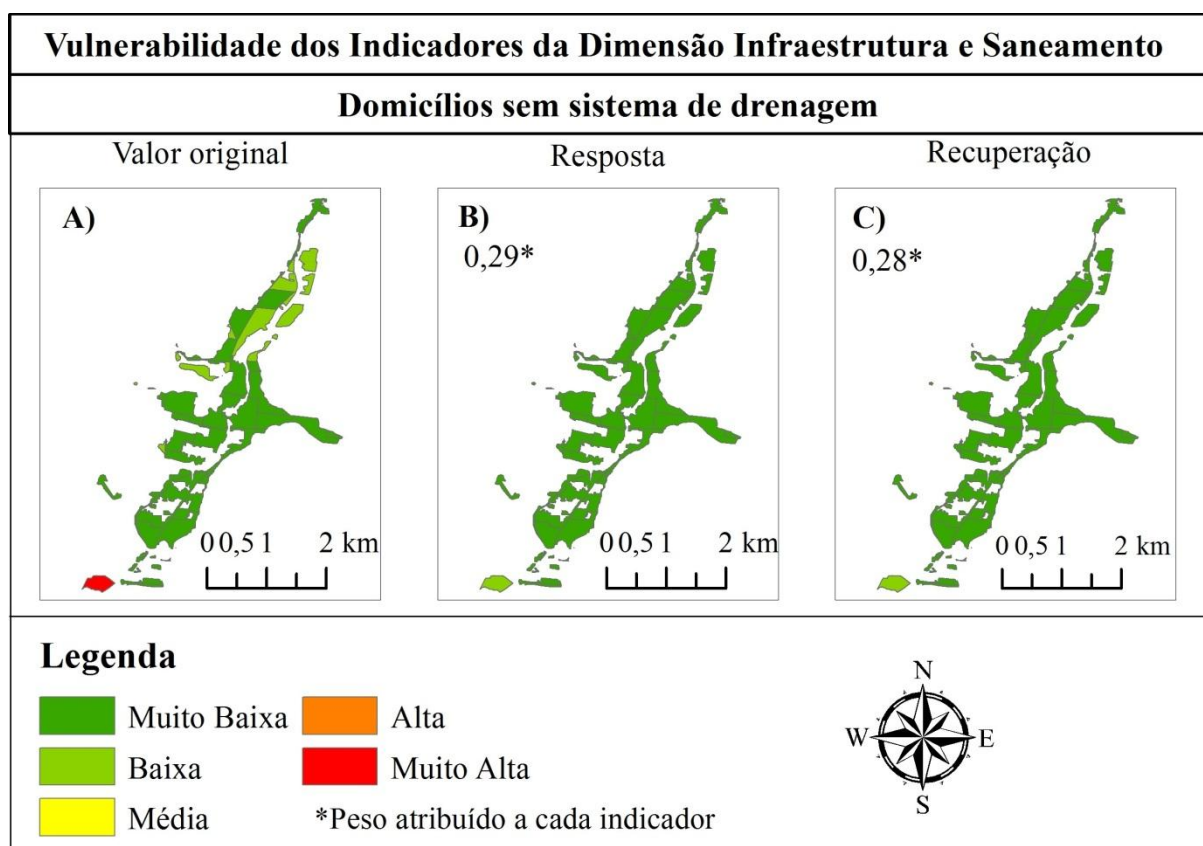 Vulnerabilidade dos Indicadores da Dimensão Infraestrutura e Saneamento
Domicílios sem sistema de drenagem
Valor original
Resposta
Recuperação
A)
B)
C)
0,29*
0,28*
0 0,5 1 2 km
0 0,5 1 2 km
0 0,5 1 2 km
Legenda
Muito Baixa
Alta
Baixa
Muito Alta
Média
*Peso atribuído a cada indicador
N
W
E
S